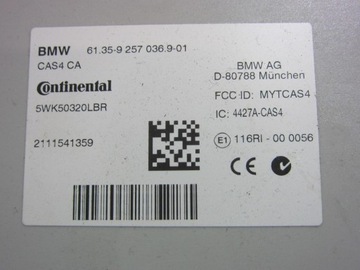 BMW 61.35-9 257 036.9-01
CAS4 CA
Continental
5WK50320LBR
2111541359
BMW AG
D-80788 München
FCC ID: MYTCAS4
IC: 4427A-CAS4
E1 116RI - 00 0056
CE